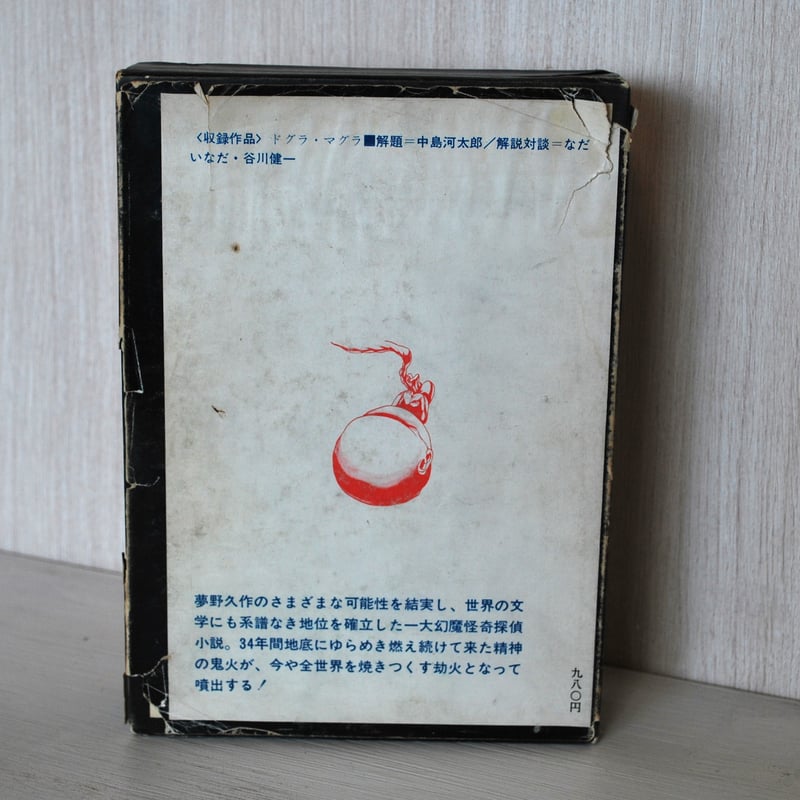 〈収録作品〉ドグラ・マグラ■解題＝中島河太郎／解説対談＝なだ
いなだ・谷川健一
夢野久作のさまざまな可能性を結実し、世界の文
学にも系譜なき地位を確立した一大幻魔怪奇探偵
小説。34年間地底にゆらめき燃え続けて来た精神
の鬼火が、今や全世界を焼きつくす劫火となって
噴出する！
九八〇円